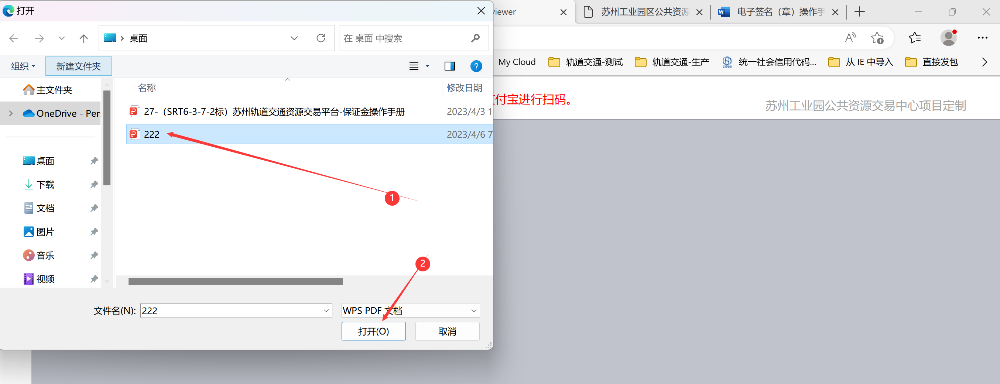 打开
viewer
苏州工业园区公共资源
电子签名（章）操作手
桌面
在 桌面 中搜索
组织
新建文件夹
My Cloud
轨道交通-测试
轨道交通-生产
统一社会信用代码...
从 IE 中导入
直接发包
主文件夹
名称
修改日期
付宝进行扫码。
苏州工业园公共资源交易中心项目定制
OneDrive - Per
27-（SRT6-3-7-2标）苏州轨道交通资源交易平台-保证金操作手册
2023/4/3 1
222
2023/4/6 7
桌面
下载
1
文档
图片
音乐
2
视频
文件名(N):
222
WPS PDF 文档
打开(O)
取消